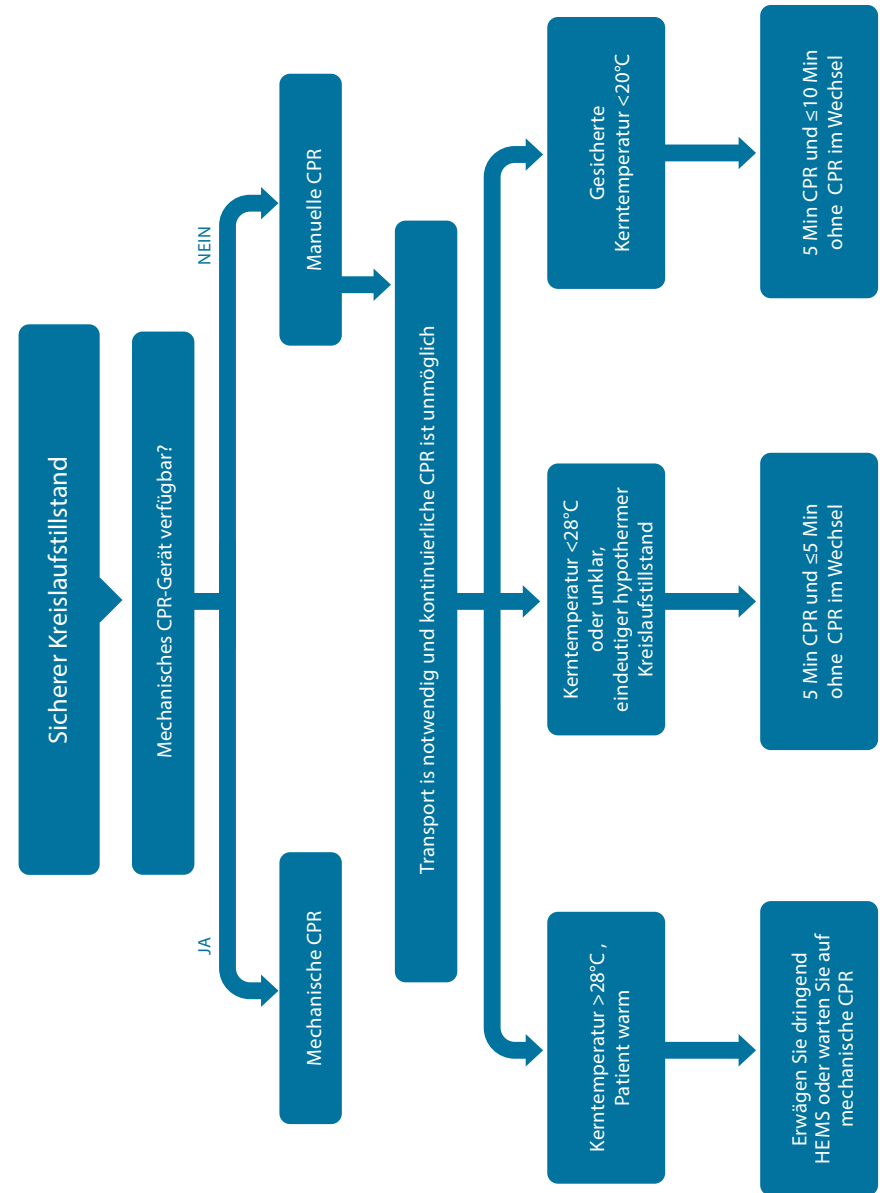 Sicherer Kreislaufstillstand
Mechanisches CPR-Gerät verfügbar?
JA
NEIN
Mechanische CPR
Manuelle CPR
Transport is notwendig und kontinuierliche CPR ist unmöglich
Kerntemperatur >28°C ,
Patient warm
Kerntemperatur <28°C
oder unklar,
eindeutiger hypothermer
Kreislaufstillstand
Gesicherte
Kerntemperatur <20°C
Erwägen Sie dringend
HEMS oder warten Sie auf
mechanische CPR
5 Min CPR und ≤5 Min
ohne CPR im Wechsel
5 Min CPR und ≤10 Min
ohne CPR im Wechsel